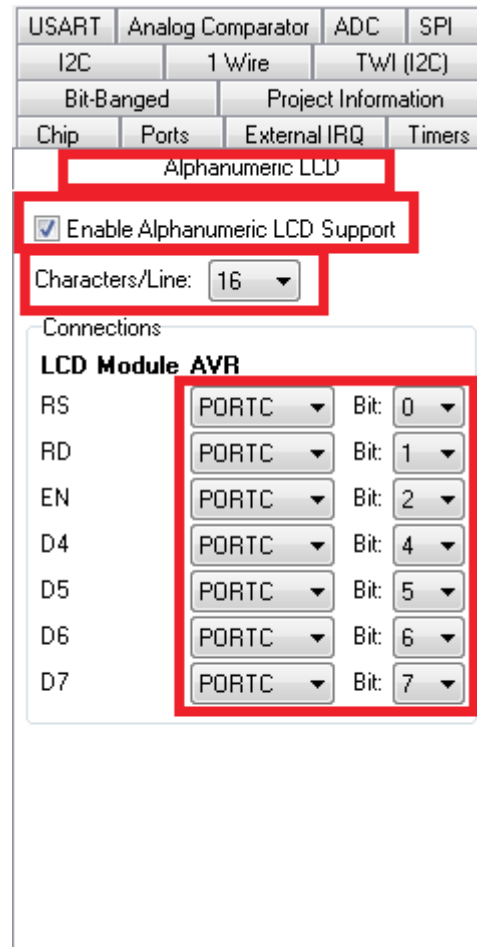 USART Analog Comparator ADC SPI
I2C 1 Wire TWI (I2C)
Bit-Banged Project Information
Chip Ports External IRQ Timers
Alphanumeric LCD
Enable Alphanumeric LCD Support
Characters/Line: 16
Connections
LCD Module AVR
RS PORTC Bit: 0
RD PORTC Bit: 1
EN PORTC Bit: 2
D4 PORTC Bit: 4
D5 PORTC Bit: 5
D6 PORTC Bit: 6
D7 PORTC Bit: 7